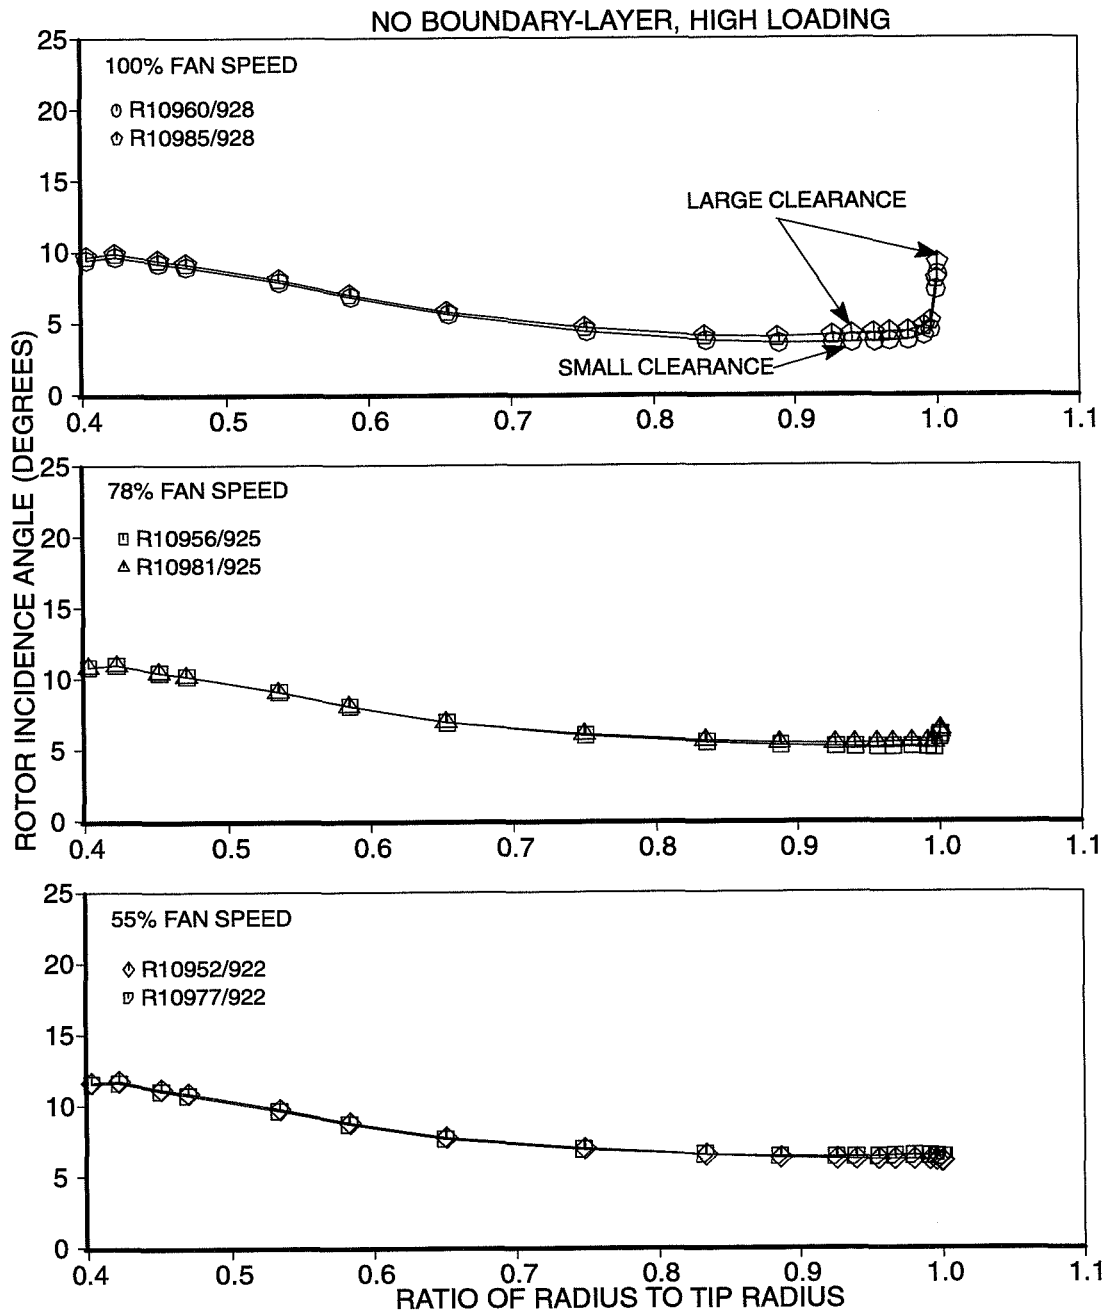 NO BOUNDARY-LAYER, HIGH LOADING
ROTOR INCIDENCE ANGLE (DEGREES)
25
20
15
10
5
0
100% FAN SPEED
R10960/928
R10985/928
LARGE CLEARANCE
SMALL CLEARANCE
0.4 0.5 0.6 0.7 0.8 0.9 1.0 1.1
25
20
15
10
5
0
78% FAN SPEED
R10956/925
R10981/925
0.4 0.5 0.6 0.7 0.8 0.9 1.0 1.1
25
20
15
10
5
0
55% FAN SPEED
R10952/922
R10977/922
0.4 0.5 0.6 0.7 0.8 0.9 1.0 1.1
RATIO OF RADIUS TO TIP RADIUS